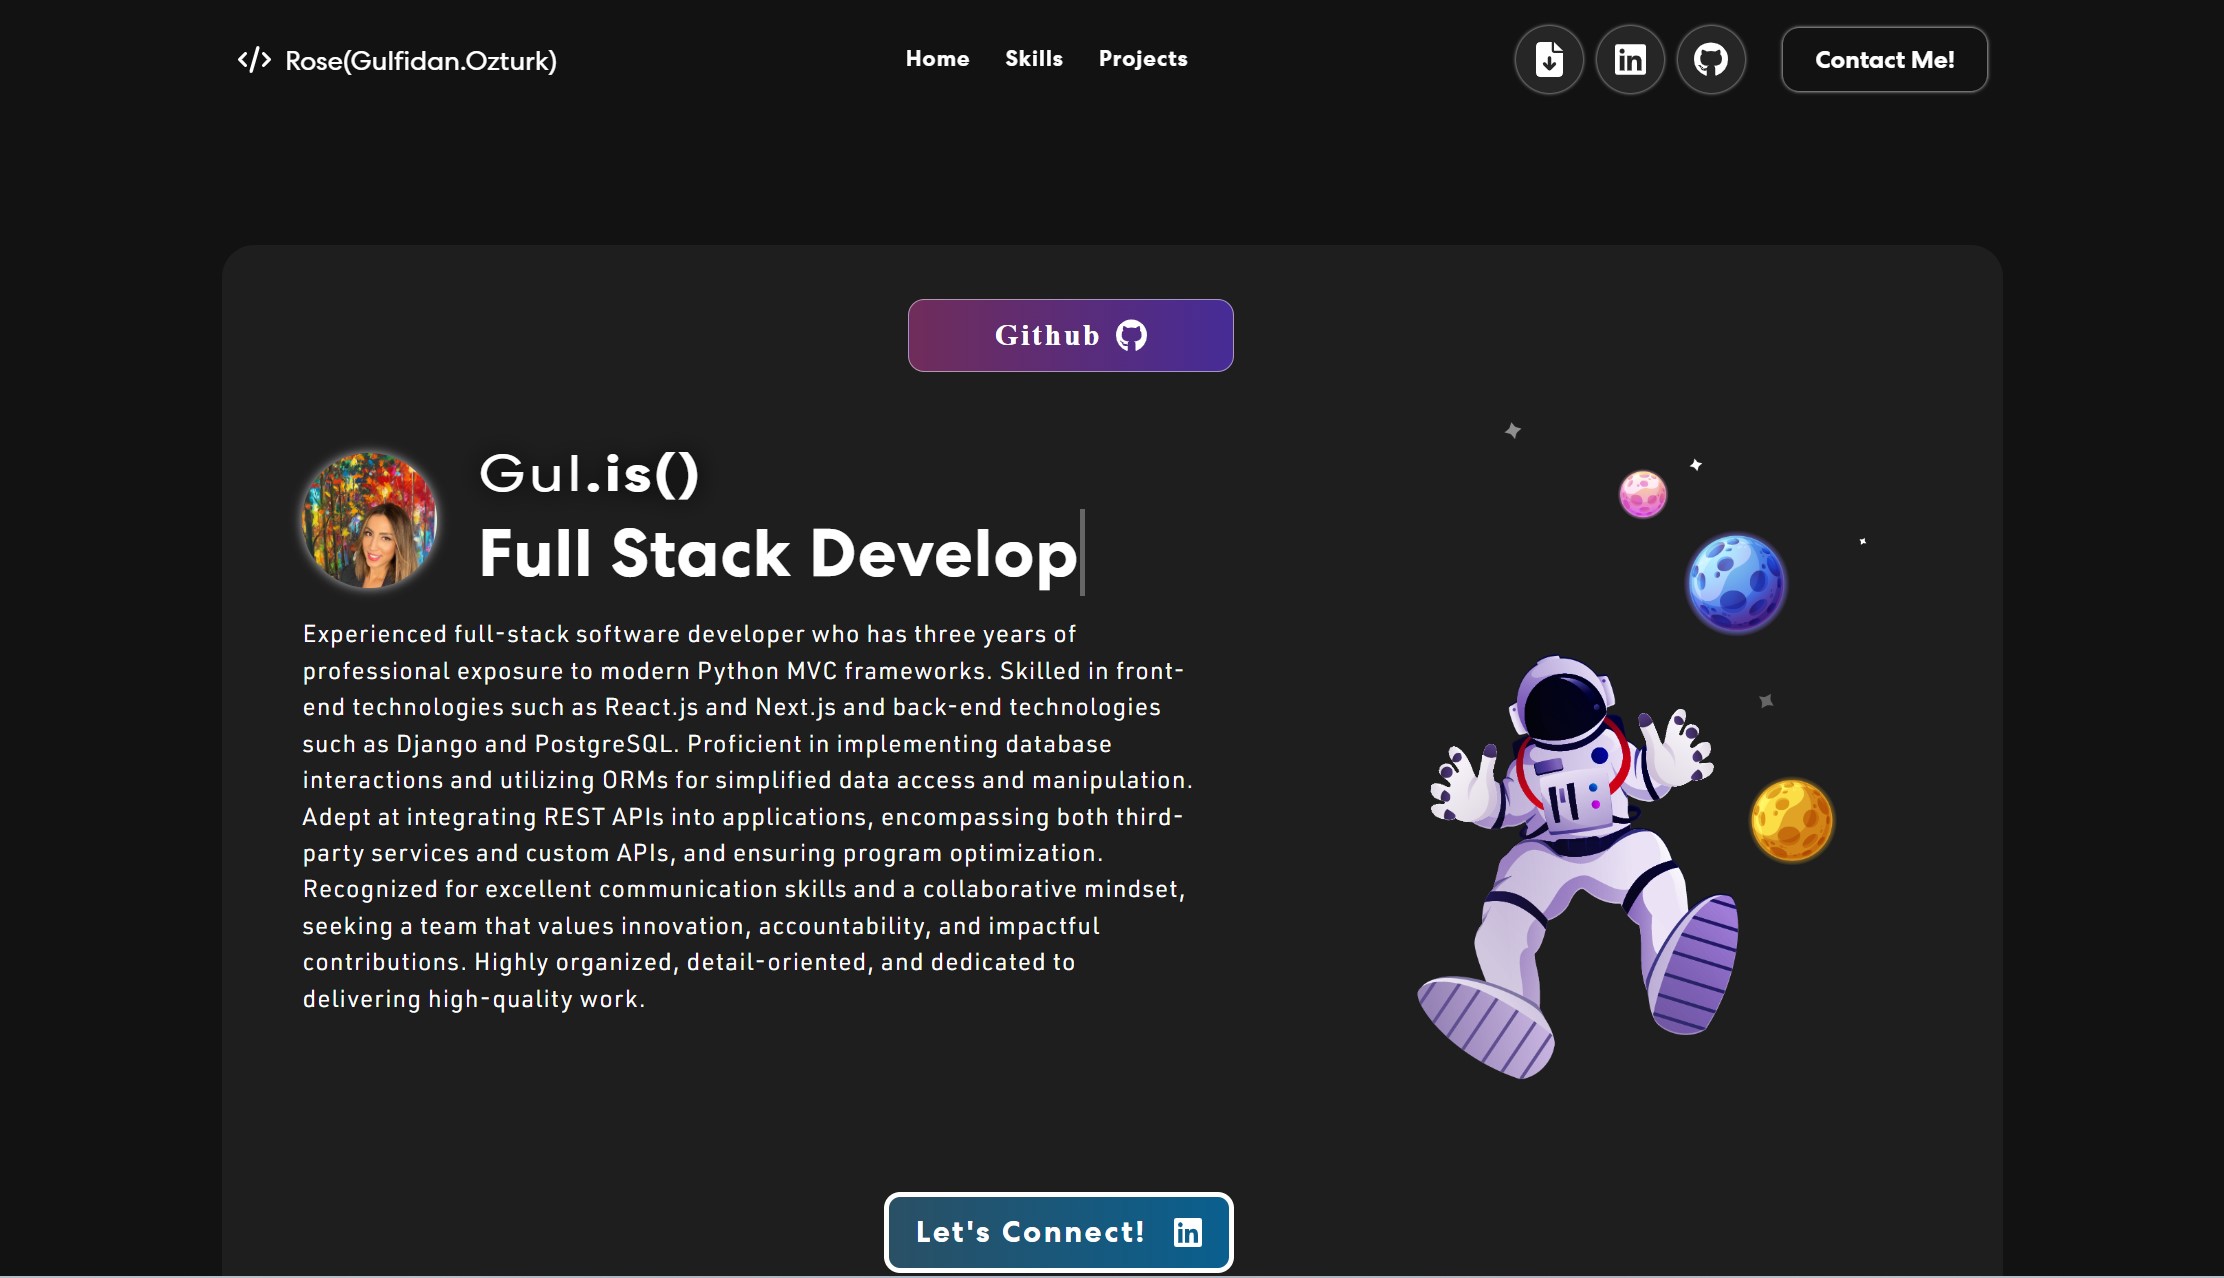 </> Rose(Gulfidan.Ozturk)
Home Skills Projects
in
Contact Me!
Github
Gul.is()
Full Stack Develop
Experienced full-stack software developer who has three years of
professional exposure to modern Python MVC frameworks. Skilled in front-
end technologies such as React.js and Next.js and back-end technologies
such as Django and PostgreSQL. Proficient in implementing database
interactions and utilizing ORMs for simplified data access and manipulation.
Adept at integrating REST APIs into applications, encompassing both third-
party services and custom APIs, and ensuring program optimization.
Recognized for excellent communication skills and a collaborative mindset,
seeking a team that values innovation, accountability, and impactful
contributions. Highly organized, detail-oriented, and dedicated to
delivering high-quality work.
Let's Connect! in